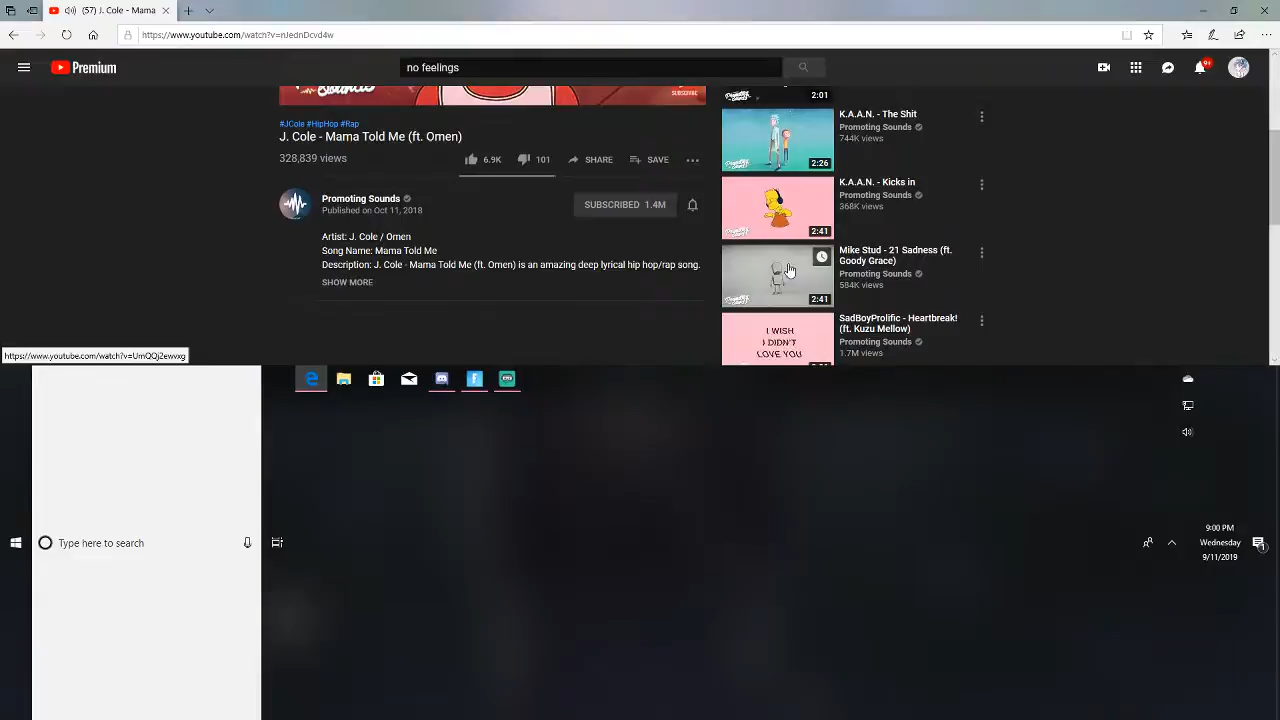 (57) J. Cole - Mama
https://www.youtube.com/watch?v=nJednDcvd4w
Premium
no feelings
9+
Sounds
SUBSCRIBE
#JCole #HipHop #Rap
J. Cole - Mama Told Me (ft. Omen)
328,839 views
6.9K
101
SHARE
SAVE
Promoting Sounds
Published on Oct 11, 2018
SUBSCRIBED 1.4M
Artist: J. Cole / Omen
Song Name: Mama Told Me
Description: J. Cole - Mama Told Me (ft. Omen) is an amazing deep lyrical hip hop/rap song.
SHOW MORE
2:01
K.A.A.N. - The Shit
Promoting Sounds
744K views
2:26
K.A.A.N. - Kicks in
Promoting Sounds
368K views
2:41
Mike Stud - 21 Sadness (ft.
Goody Grace)
Promoting Sounds
584K views
2:41
I WISH
I DIDN'T
LOVE YOU
SadBoyProlific - Heartbreak!
(ft. Kuzu Mellow)
Promoting Sounds
1.7M views
https://www.youtube.com/watch?v=UmQQjZewvxg
Type here to search
9:00 PM
Wednesday
9/11/2019
1